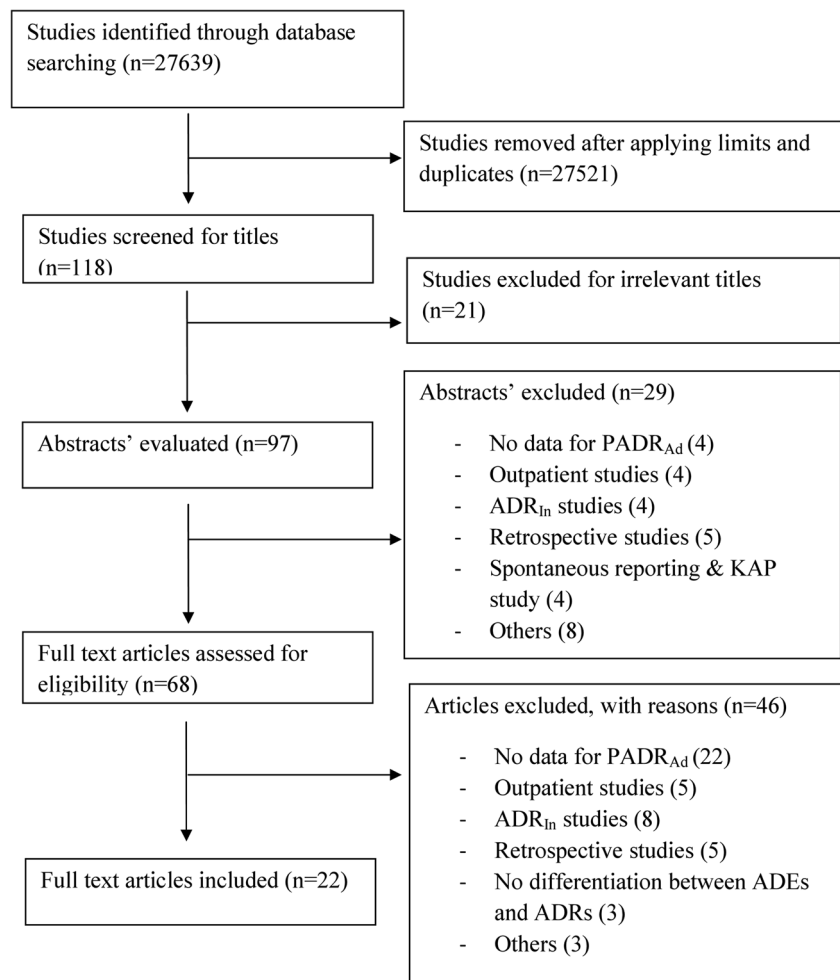 Studies identified through database
searching (n=27639)
Studies removed after applying limits and
duplicates (n=27521)
Studies screened for titles
(n=118)
Studies excluded for irrelevant titles
(n=21)
Abstracts’ evaluated (n=97)
Abstracts’ excluded (n=29)
- No data for PADRAd (4)
- Outpatient studies (4)
- ADRIn studies (4)
- Retrospective studies (5)
- Spontaneous reporting & KAP
study (4)
- Others (8)
Full text articles assessed for
eligibility (n=68)
Articles excluded, with reasons (n=46)
- No data for PADRAd (22)
- Outpatient studies (5)
- ADRIn studies (8)
- Retrospective studies (5)
- No differentiation between ADEs
and ADRs (3)
- Others (3)
Full text articles included (n=22)